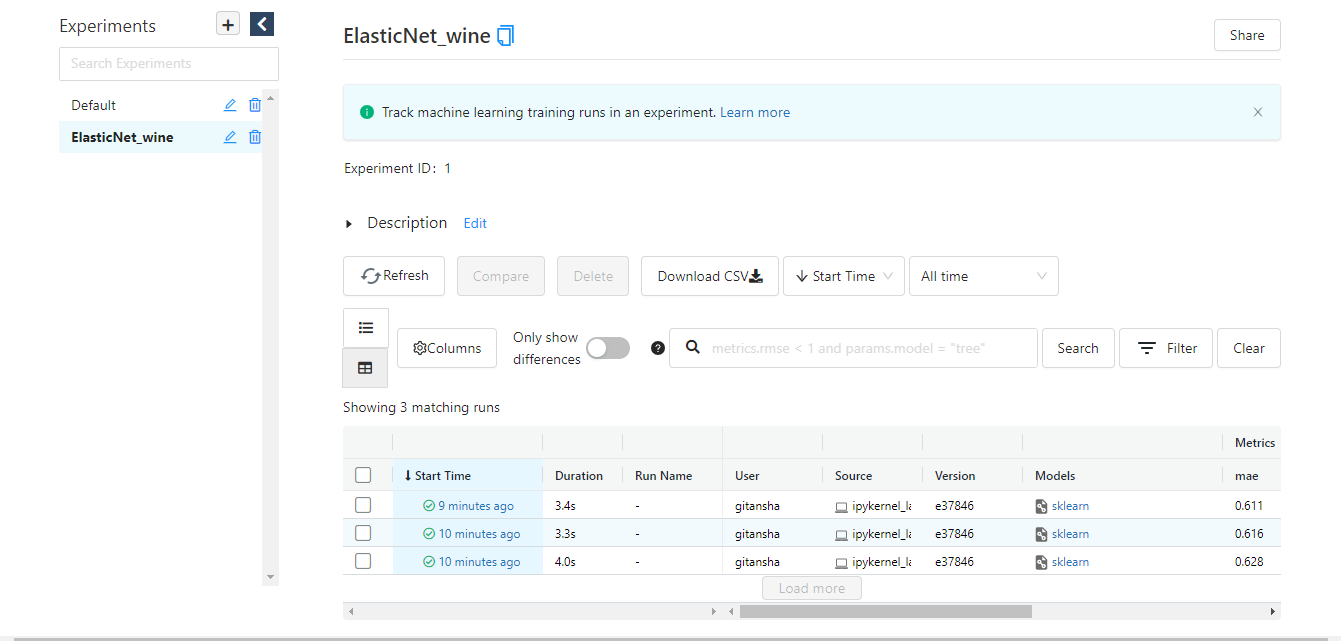 Experiments
+
Search Experiments
Default
ElasticNet_wine
ElasticNet_wine
Share
Track machine learning training runs in an experiment. Learn more
Experiment ID: 1
Description Edit
Refresh Compare Delete Download CSV Start Time All time
Columns Only show differences metrics.rmse < 1 and params.model = "tree" Search Filter Clear
Showing 3 matching runs
Metrics
Start Time Duration Run Name User Source Version Models mae
9 minutes ago 3.4s - gitansha ipykernel_la e37846 sklearn 0.611
10 minutes ago 3.3s - gitansha ipykernel_la e37846 sklearn 0.616
10 minutes ago 4.0s - gitansha ipykernel_la e37846 sklearn 0.628
Load more